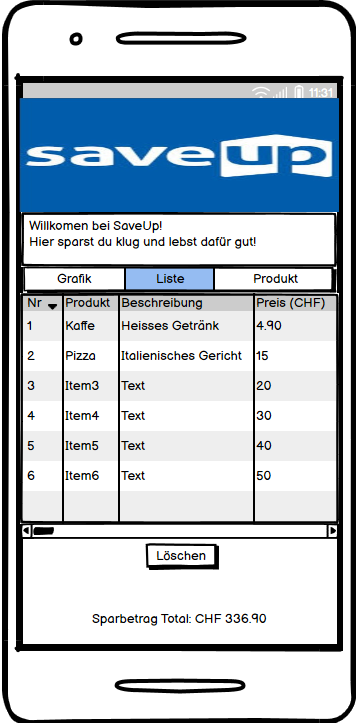 11:31
saveup
Willkomen bei SaveUp!
Hier sparst du klug und lebst dafür gut!
Grafik Liste Produkt
Nr Produkt Beschreibung Preis (CHF)
1 Kaffe Heisses Getränk 4.90
2 Pizza Italienisches Gericht 15
3 Item3 Text 20
4 Item4 Text 30
5 Item5 Text 40
6 Item6 Text 50
Löschen
Sparbetrag Total: CHF 336.90